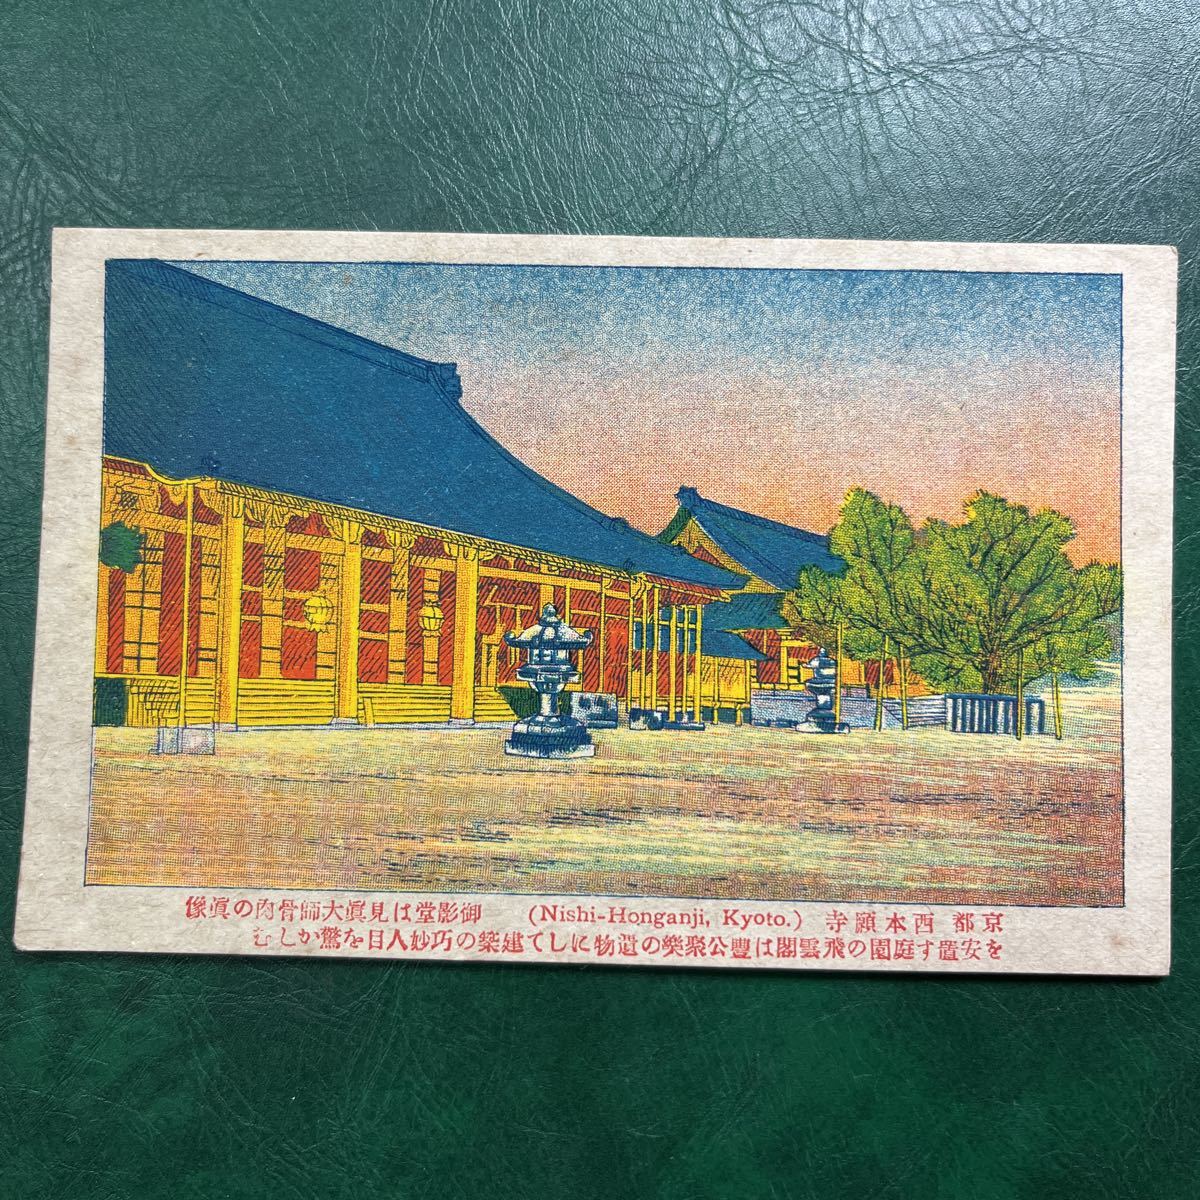 京都 西本願寺 (Nishi-Honganji, Kyoto.) 御影堂は見眞大師骨肉の眞像
を安置す庭園の飛雲閣は豐公聚樂の遺物にして建築の巧妙人目を驚かしむ